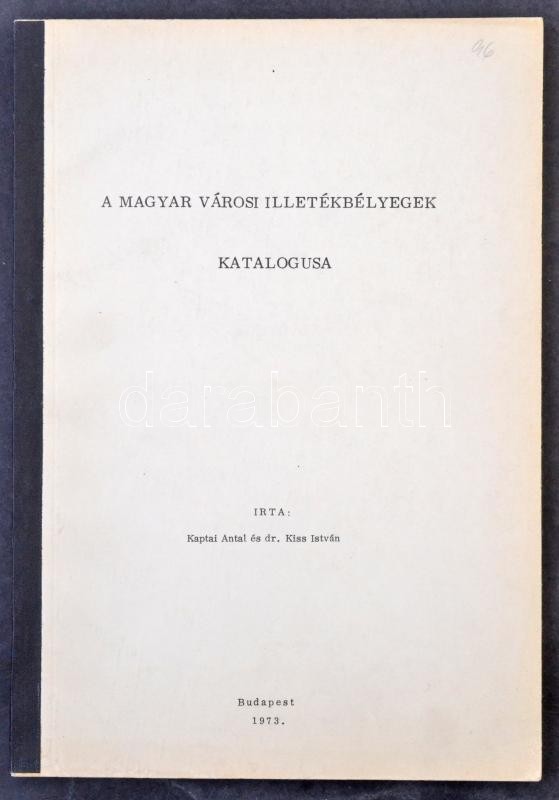 96
A MAGYAR VÁROSI ILLETÉKBÉLYEGEK
KATALOGUSA
darabanth
IRTA:
Kaptai Antal és dr. Kiss István
Budapest
1973.